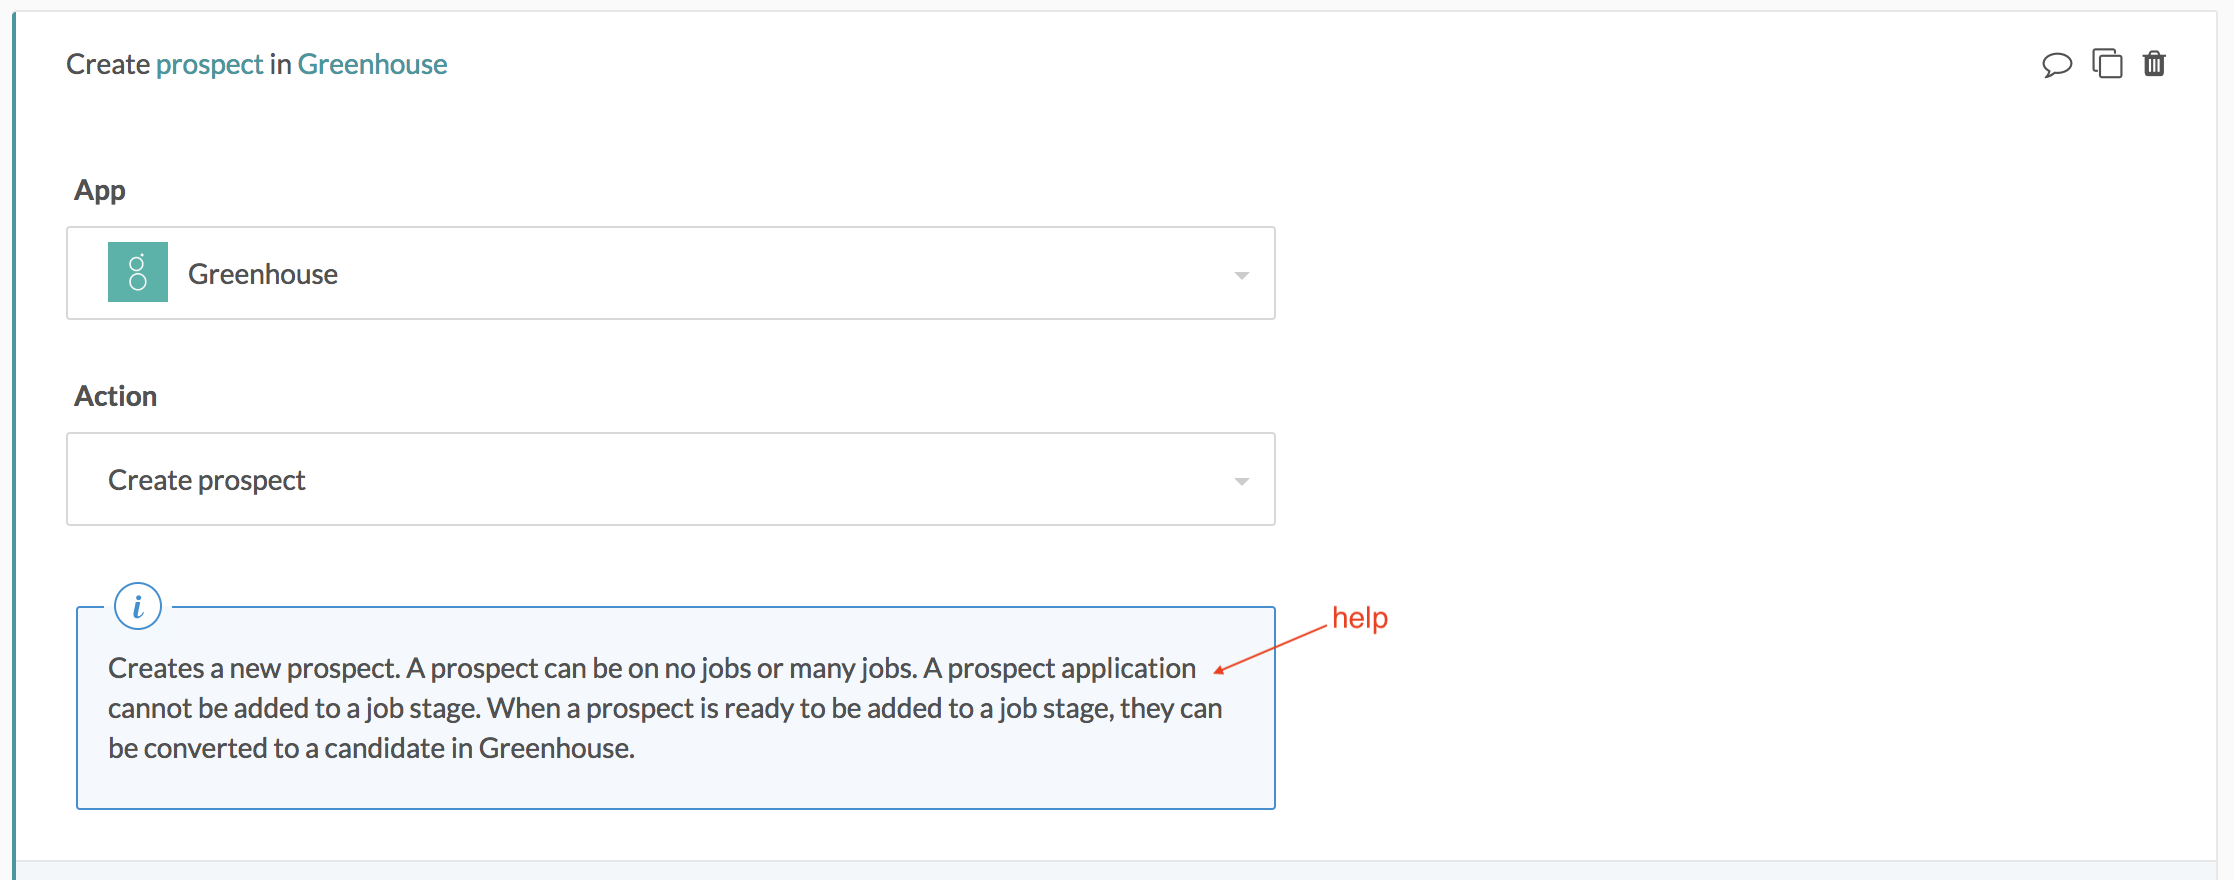 Create prospect in Greenhouse
App
Greenhouse
Action
Create prospect
i
help
Creates a new prospect. A prospect can be on no jobs or many jobs. A prospect application
cannot be added to a job stage. When a prospect is ready to be added to a job stage, they can
be converted to a candidate in Greenhouse.